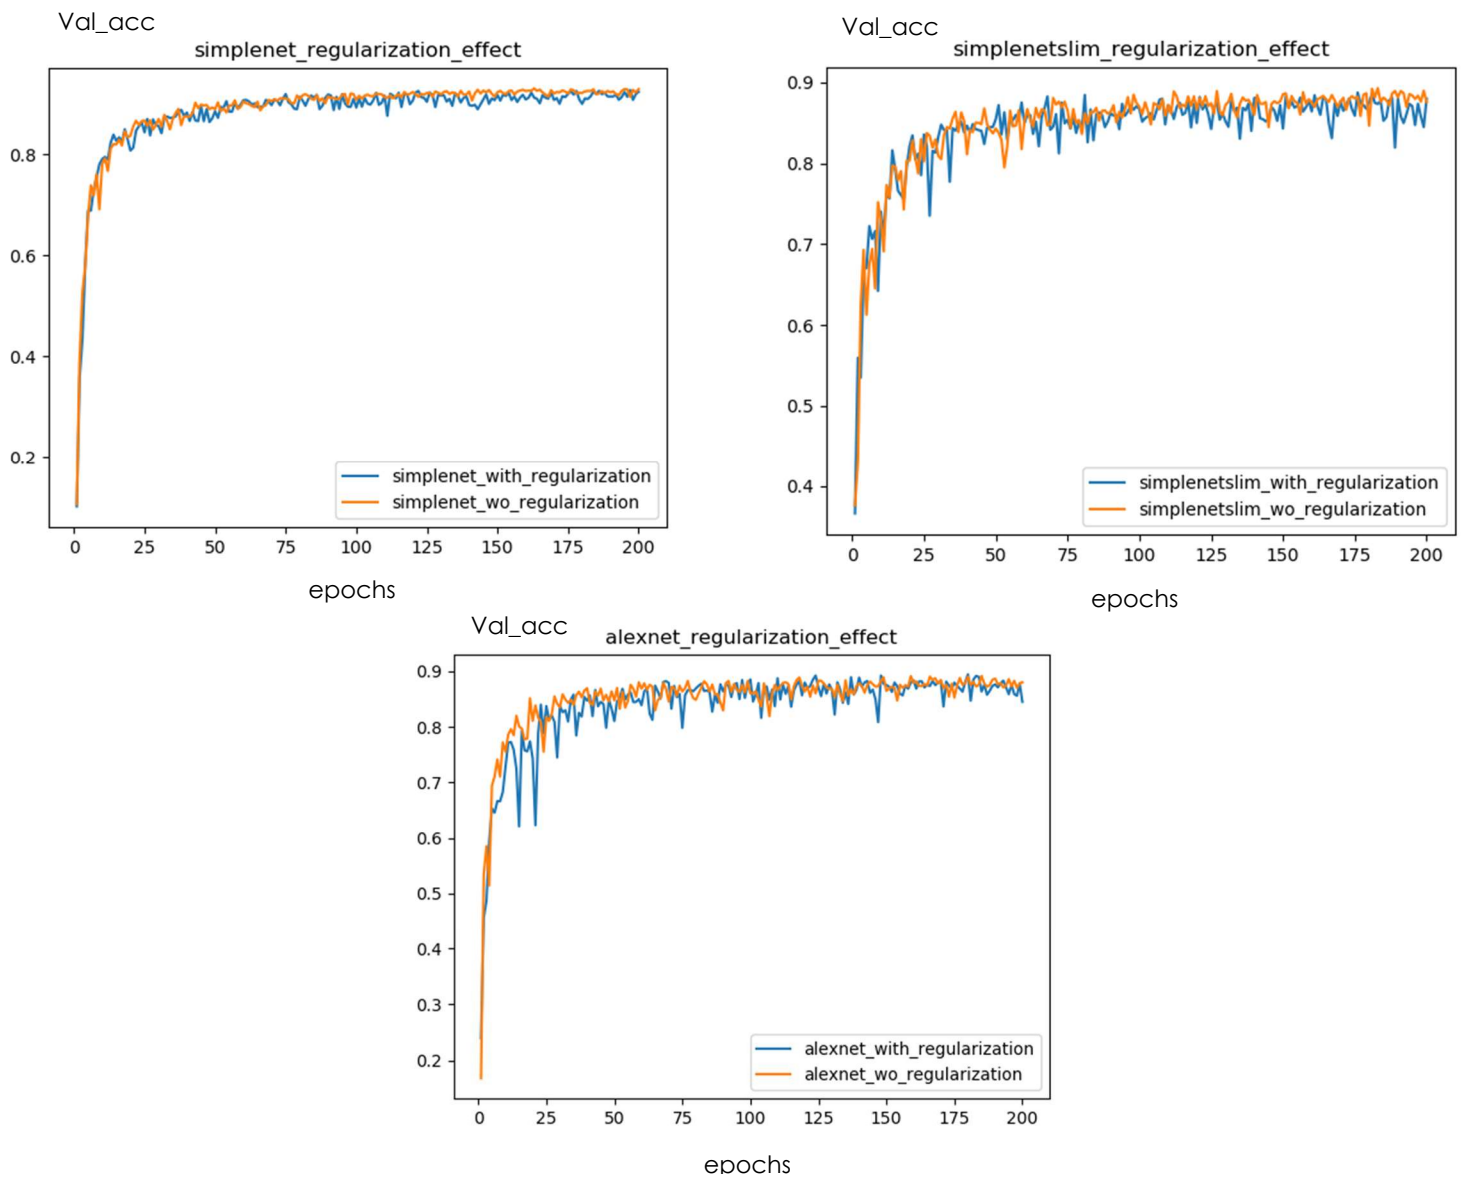 Val_acc
simplenet_regularization_effect
0.8
0.6
0.4
0.2
simplenet_with_regularization
simplenet_wo_regularization
0 25 50 75 100 125 150 175 200
epochs
Val_acc
simplenetslim_regularization_effect
0.9
0.8
0.7
0.6
0.5
0.4
simplenetslim_with_regularization
simplenetslim_wo_regularization
0 25 50 75 100 125 150 175 200
epochs
Val_acc
alexnet_regularization_effect
0.9
0.8
0.7
0.6
0.5
0.4
0.3
0.2
alexnet_with_regularization
alexnet_wo_regularization
0 25 50 75 100 125 150 175 200
epochs